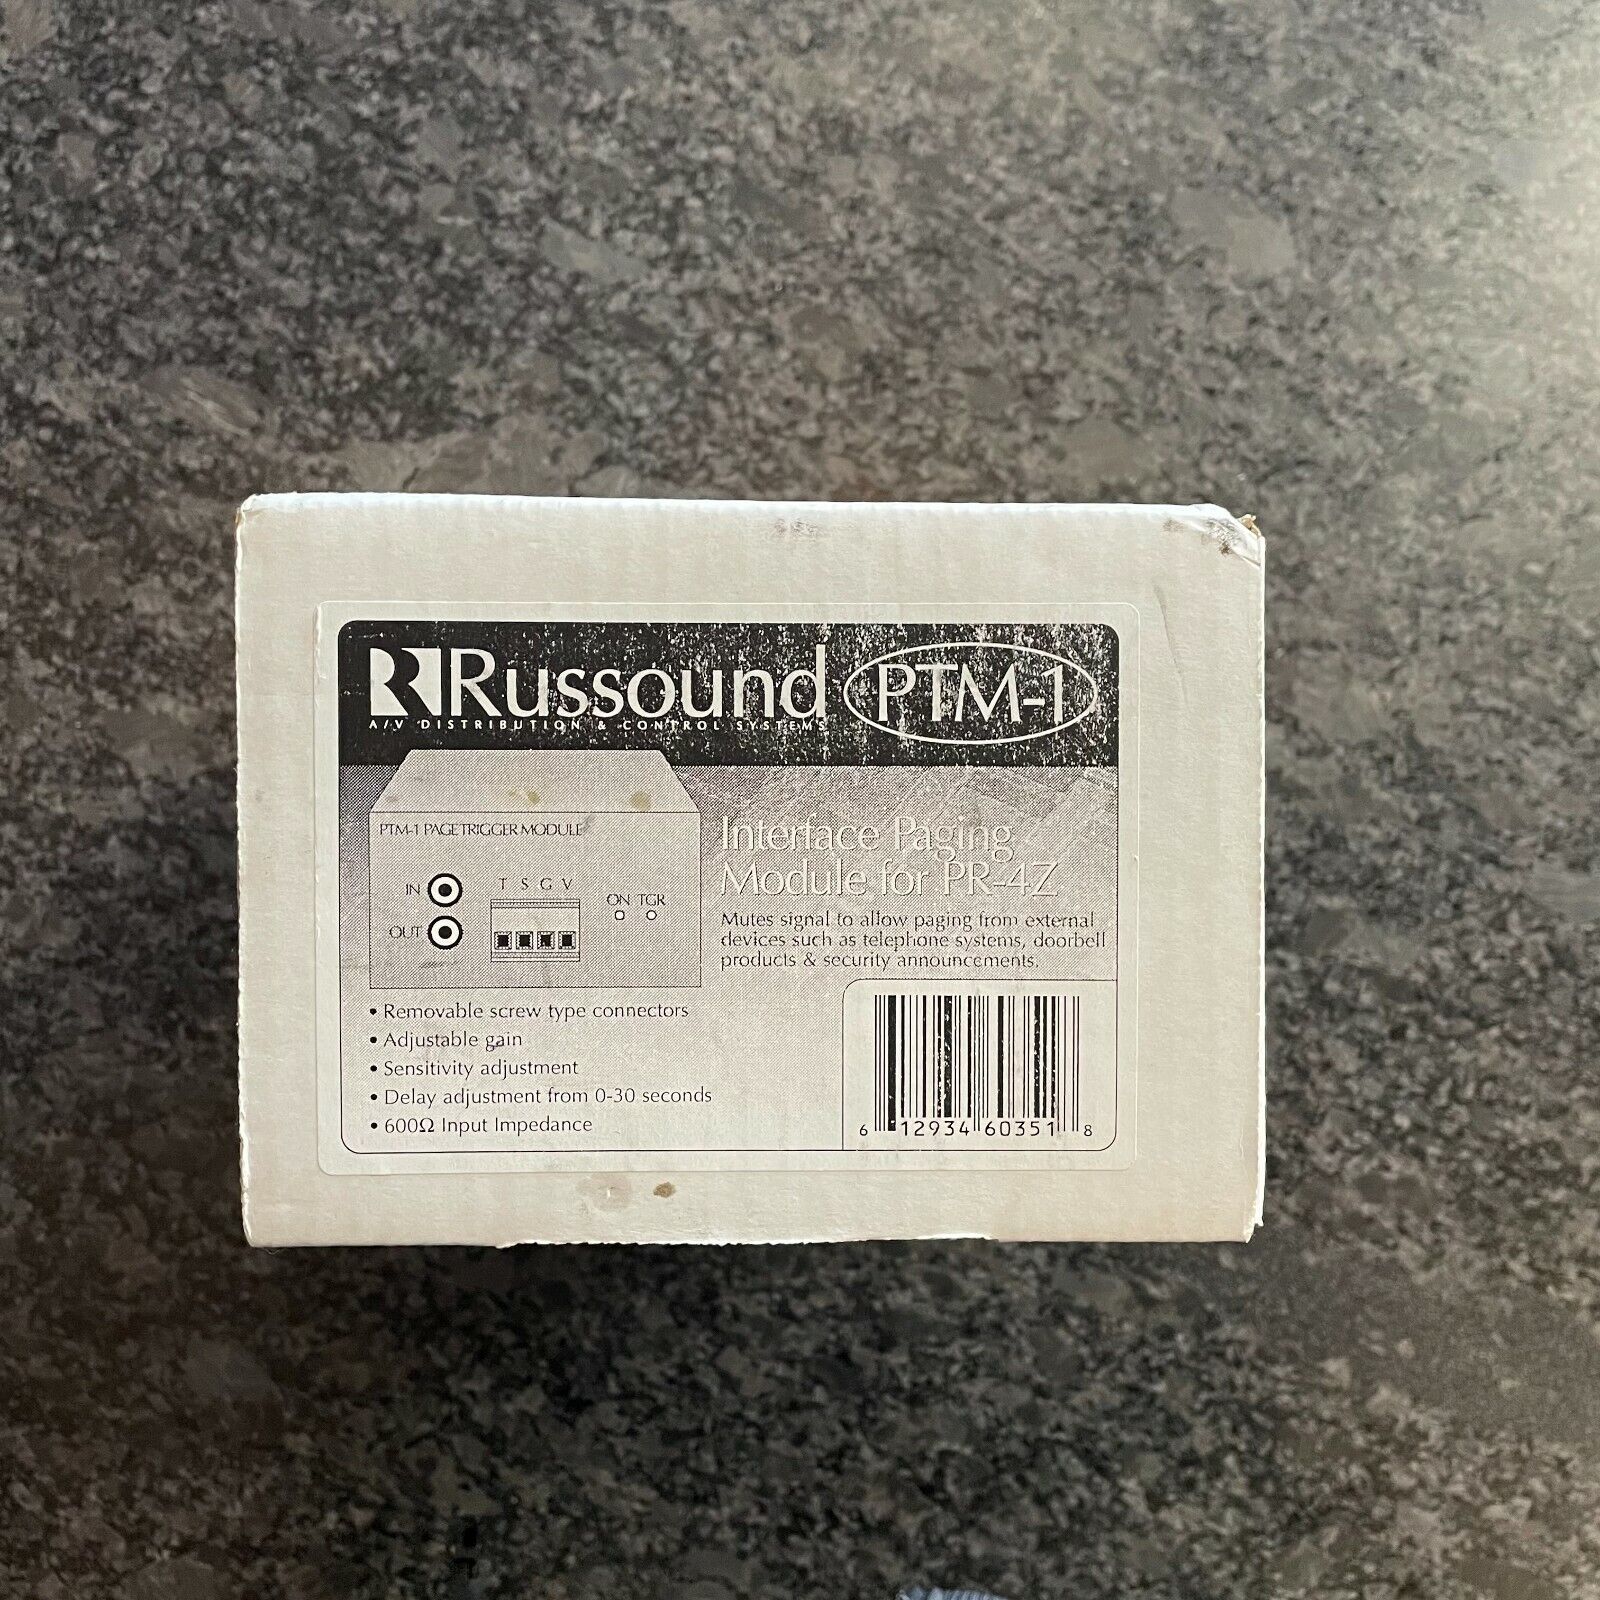 Russound PTM-1
A/V DISTRIBUTION & CONTROL SYSTEMS
PTM-1 PAGE TRIGGER MODULE
IN
OUT
T S G V
ON TGR
Interface Paging
Module for PR-4Z
Mutes signal to allow paging from external
devices such as telephone systems, doorbell
products & security announcements.
• Removable screw type connectors
• Adjustable gain
• Sensitivity adjustment
• Delay adjustment from 0-30 seconds
• 600Ω Input Impedance
6 12934 60351 8